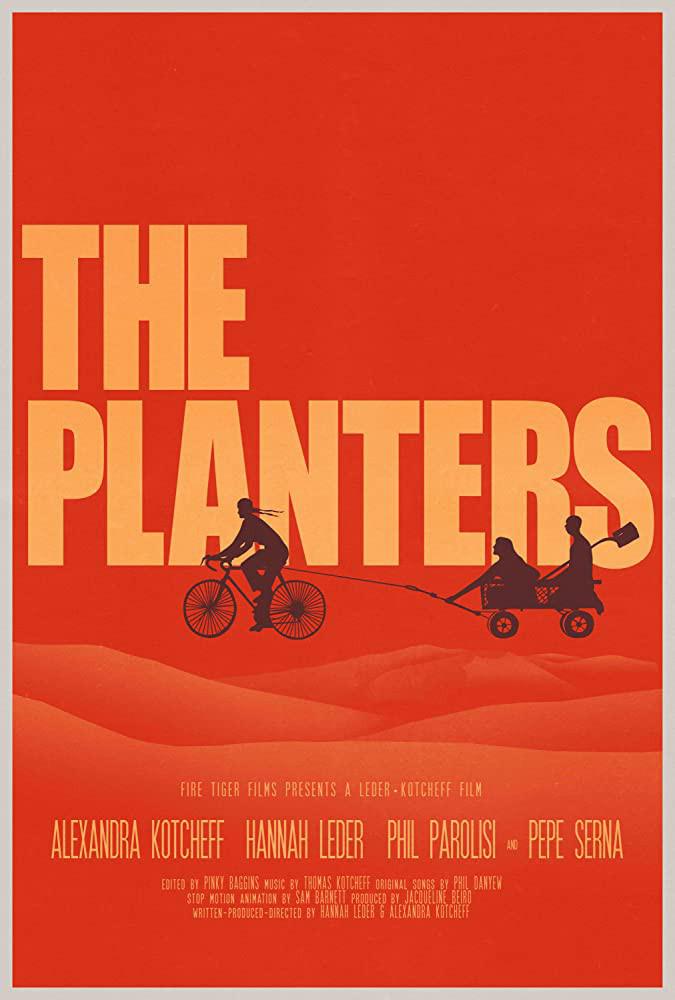 THE
PLANTERS
FIRE TIGER FILMS PRESENTS A LEDER + KOTCHEFF FILM
ALEXANDRA KOTCHEFF HANNAH LEDER PHIL PAROLISI AND PEPE SERNA
EDITED BY PINKY BAGGINS MUSIC BY THOMAS KOTCHEFF ORIGINAL SONGS BY PHIL DANYEW
STOP MOTION ANIMATION BY SAM BARNETT PRODUCED BY JACQUELINE BEIRO
WRITTEN-PRODUCED-DIRECTED BY HANNAH LEDER & ALEXANDRA KOTCHEFF